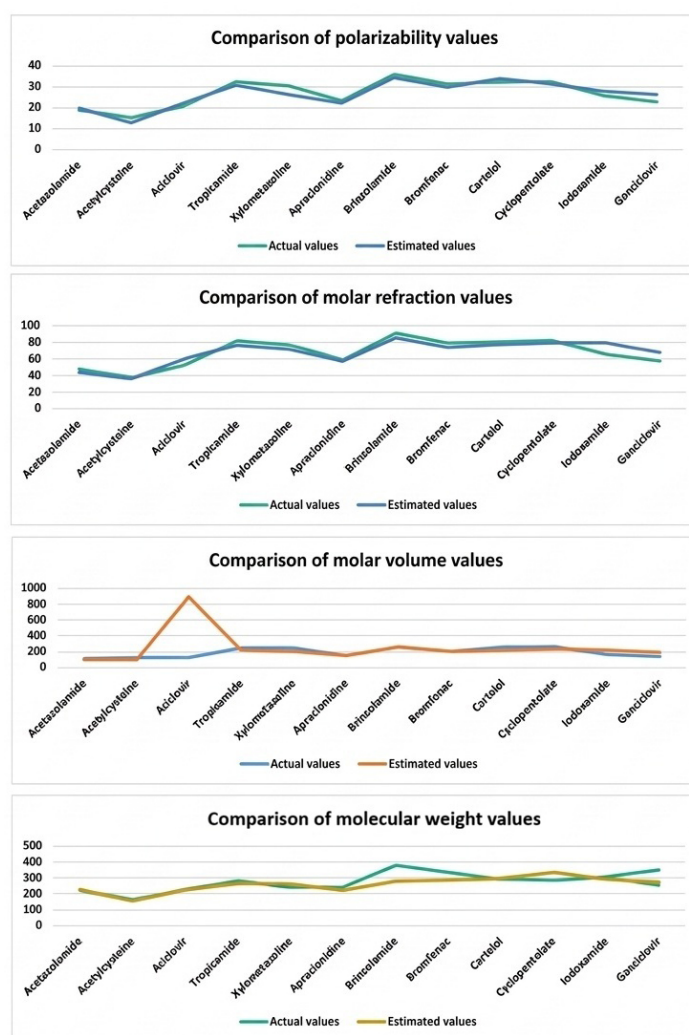 Comparison of polarizability values
40
30
20
10
0
Acetazolamide
Acetylcysteine
Aciclovir
Tropicamide
Xylometazoline
Apraclonidine
Brinzolamide
Bromfenac
Cartelol
Cyclopentolate
Iodoxamide
Ganciclovir
Actual values Estimated values
Comparison of molar refraction values
100
80
60
40
20
0
Acetazolamide
Acetylcysteine
Aciclovir
Tropicamide
Xylometazoline
Apraclonidine
Brinzolamide
Bromfenac
Cartelol
Cyclopentolate
Iodoxamide
Ganciclovir
Actual values Estimated values
Comparison of molar volume values
1000
800
600
400
200
0
Acetazolamide
Acetylcysteine
Aciclovir
Tropicamide
Xylometazoline
Apraclonidine
Brinzolamide
Bromfenac
Cartelol
Cyclopentolate
Iodoxamide
Ganciclovir
Actual values Estimated values
Comparison of molecular weight values
500
400
300
200
100
0
Acetazolamide
Acetylcysteine
Aciclovir
Tropicamide
Xylometazoline
Apraclonidine
Brinzolamide
Bromfenac
Cartelol
Cyclopentolate
Iodoxamide
Ganciclovir
Actual values Estimated values